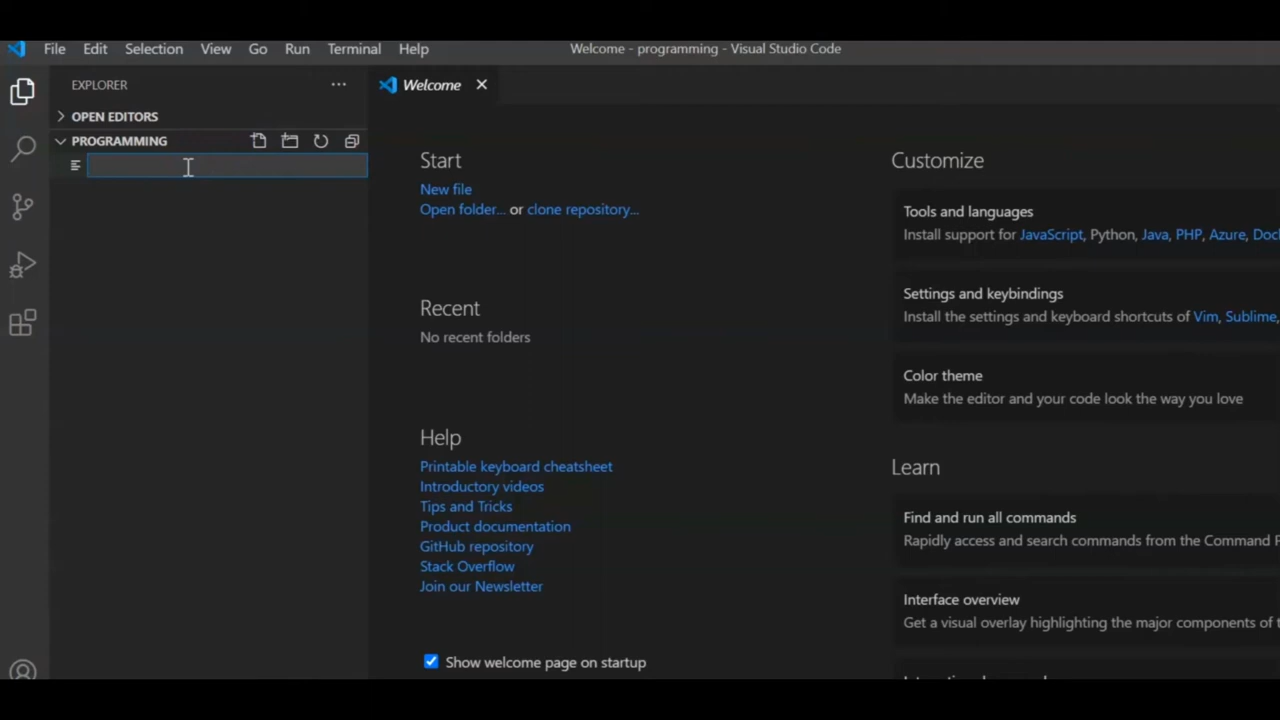 File Edit Selection View Go Run Terminal Help
Welcome - programming - Visual Studio Code
EXPLORER
OPEN EDITORS
PROGRAMMING
Welcome
Start
New file
Open folder... or clone repository...
Recent
No recent folders
Help
Printable keyboard cheatsheet
Introductory videos
Tips and Tricks
Product documentation
GitHub repository
Stack Overflow
Join our Newsletter
Show welcome page on startup
Customize
Tools and languages
Install support for JavaScript, Python, Java, PHP, Azure, Doc
Settings and keybindings
Install the settings and keyboard shortcuts of Vim, Sublime,
Color theme
Make the editor and your code look the way you love
Learn
Find and run all commands
Rapidly access and search commands from the Command P
Interface overview
Get a visual overlay highlighting the major components of t